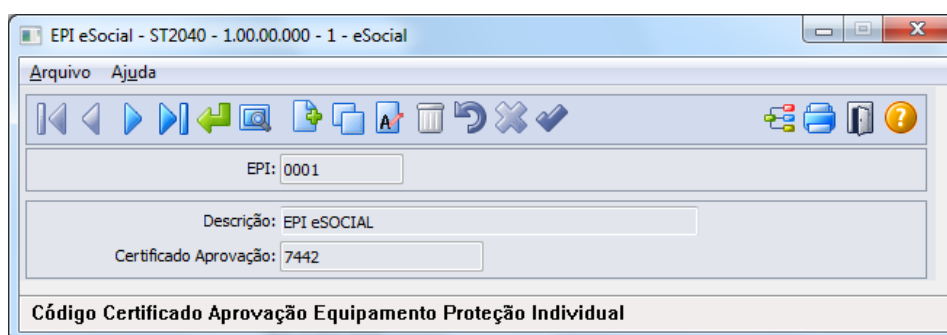 EPI eSocial - ST2040 - 1.00.00.000 - 1 - eSocial
Arquivo Ajuda
EPI: 0001
Descrição: EPI eSOCIAL
Certificado Aprovação: 7442
Código Certificado Aprovação Equipamento Proteção Individual